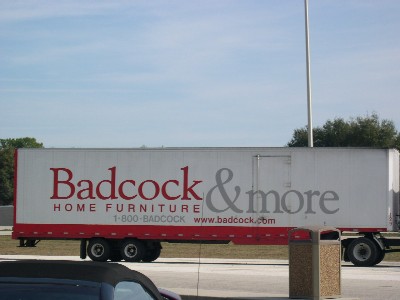 Badcock &more
HOME FURNITURE
1-800-BADCOCK www.badcock.com